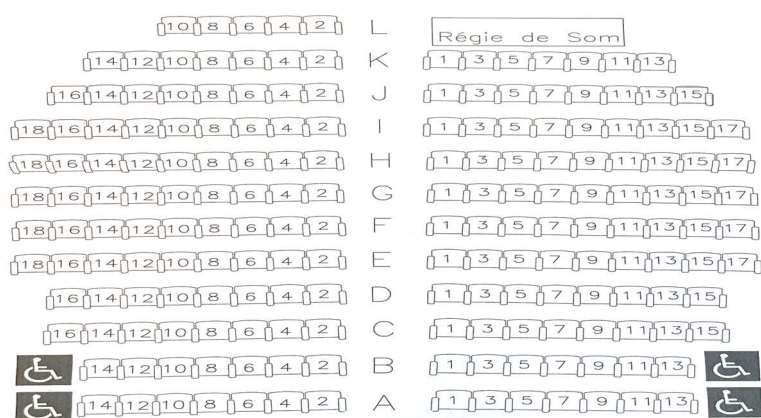 10 8 6 4 2 L Régie de Som
14 12 10 8 6 4 2 K 1 3 5 7 9 11 13
16 14 12 10 8 6 4 2 J 1 3 5 7 9 11 13 15
18 16 14 12 10 8 6 4 2 I 1 3 5 7 9 11 13 15 17
18 16 14 12 10 8 6 4 2 H 1 3 5 7 9 11 13 15 17
18 16 14 12 10 8 6 4 2 G 1 3 5 7 9 11 13 15 17
18 16 14 12 10 8 6 4 2 F 1 3 5 7 9 11 13 15 17
18 16 14 12 10 8 6 4 2 E 1 3 5 7 9 11 13 15 17
16 14 12 10 8 6 4 2 D 1 3 5 7 9 11 13 15
16 14 12 10 8 6 4 2 C 1 3 5 7 9 11 13 15
14 12 10 8 6 4 2 B 1 3 5 7 9 11 13
14 12 10 8 6 4 2 A 1 3 5 7 9 11 13